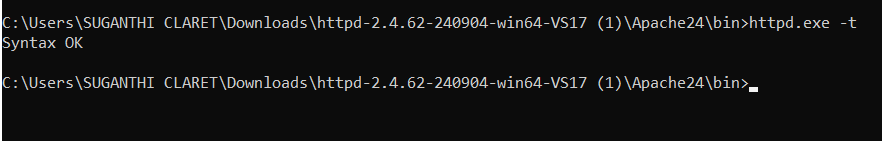 C:\Users\SUGANTHI CLARET\Downloads\httpd-2.4.62-240904-win64-VS17 (1)\Apache24\bin>httpd.exe -t
Syntax OK
C:\Users\SUGANTHI CLARET\Downloads\httpd-2.4.62-240904-win64-VS17 (1)\Apache24\bin>